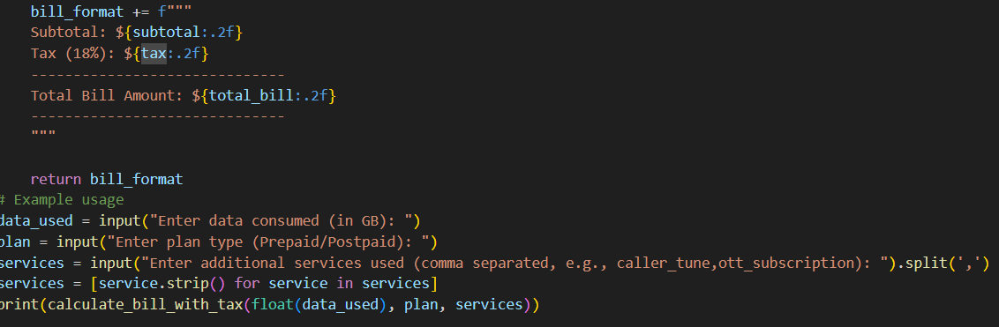 bill_format += f"""
Subtotal: ${subtotal:.2f}
Tax (18%): ${tax:.2f}
------------------------------
Total Bill Amount: ${total_bill:.2f}
------------------------------
"""
return bill_format
# Example usage
data_used = input("Enter data consumed (in GB): ")
plan = input("Enter plan type (Prepaid/Postpaid): ")
services = input("Enter additional services used (comma separated, e.g., caller_tune,ott_subscription): ").split(',')
services = [service.strip() for service in services]
print(calculate_bill_with_tax(float(data_used), plan, services))